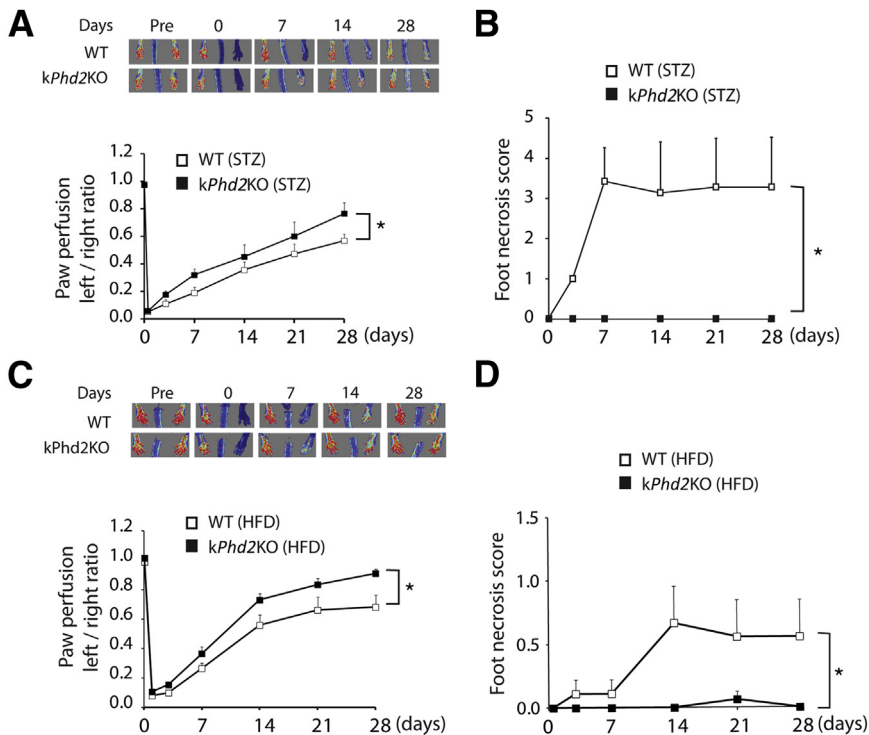 A
Days Pre 0 7 14 28
WT
kPhd2KO
WT (STZ)
kPhd2KO (STZ)
Paw perfusion
left / right ratio
1.2
1.0
0.8
0.6
0.4
0.2
0.0
*
0 7 14 21 28 (days)
B
WT (STZ)
kPhd2KO (STZ)
Foot necrosis score
5
4
3
2
1
0
*
0 7 14 21 28 (days)
C
Days Pre 0 7 14 28
WT
kPhd2KO
WT (HFD)
kPhd2KO (HFD)
Paw perfusion
left / right ratio
1.2
1.0
0.8
0.6
0.4
0.2
0.0
*
0 7 14 21 28 (days)
D
WT (HFD)
kPhd2KO (HFD)
Foot necrosis score
1.5
1.0
0.5
0.0
*
0 7 14 21 28 (days)